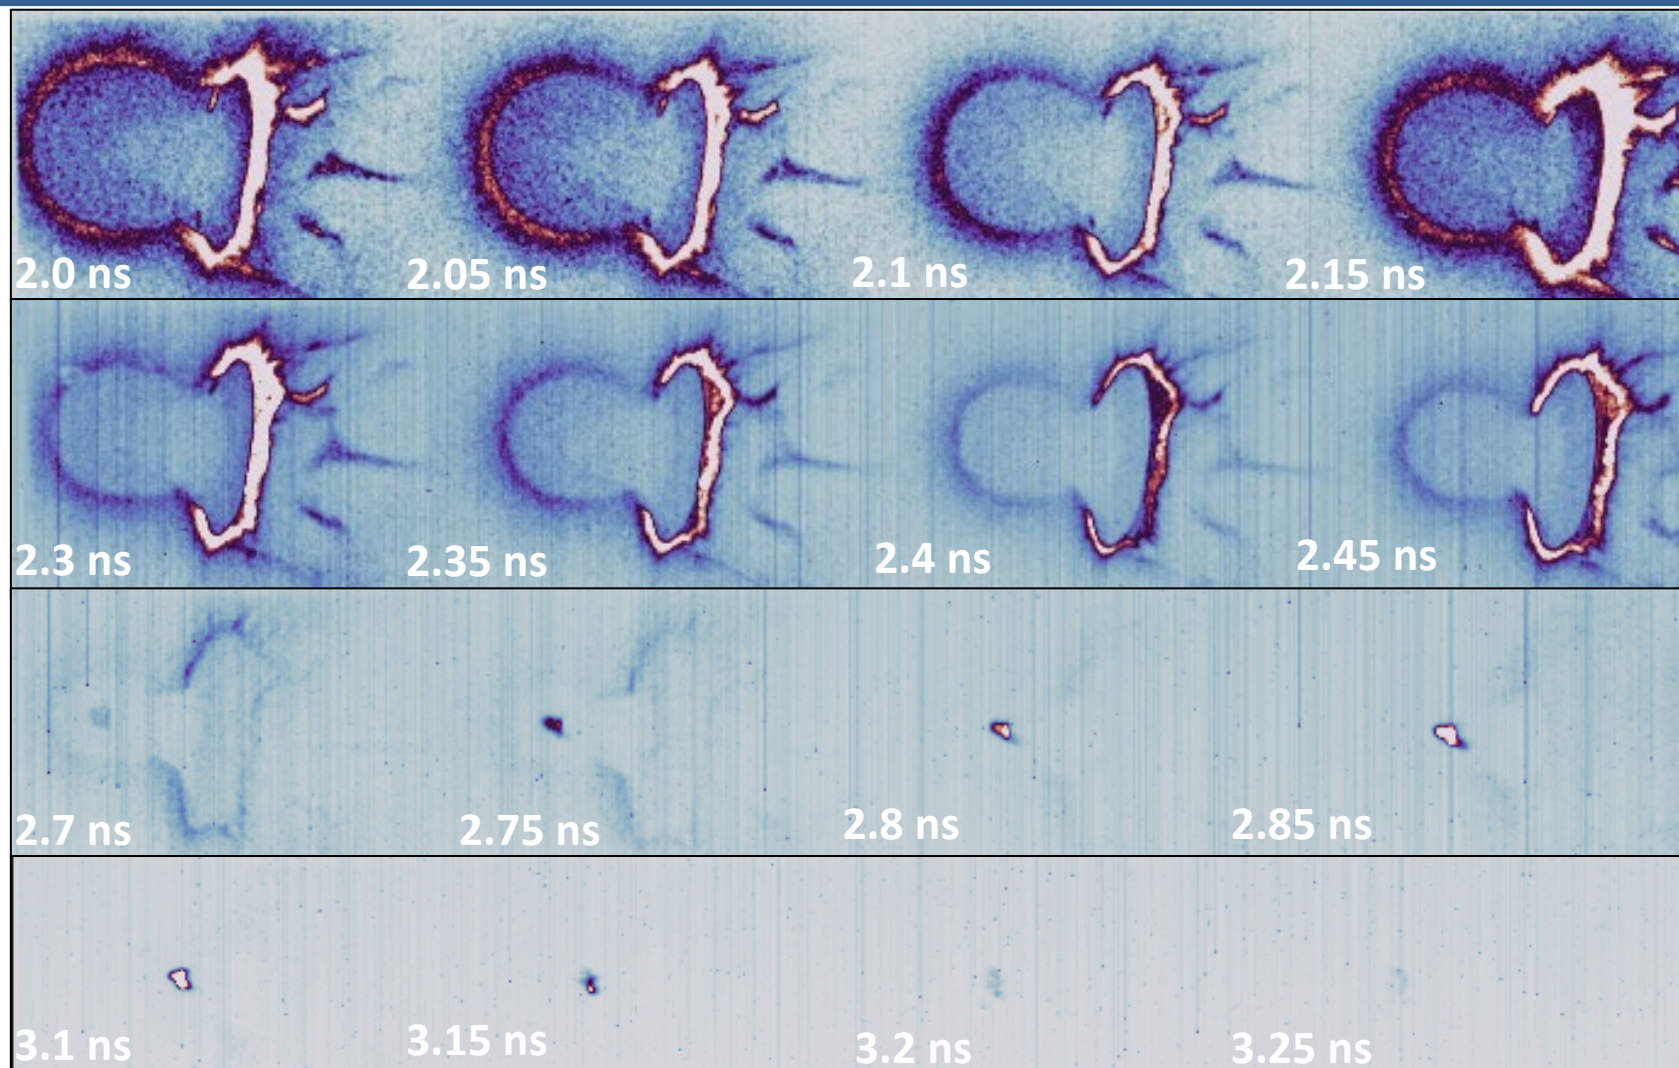 2.0 ns 2.05 ns 2.1 ns 2.15 ns
2.3 ns 2.35 ns 2.4 ns 2.45 ns
2.7 ns 2.75 ns 2.8 ns 2.85 ns
3.1 ns 3.15 ns 3.2 ns 3.25 ns